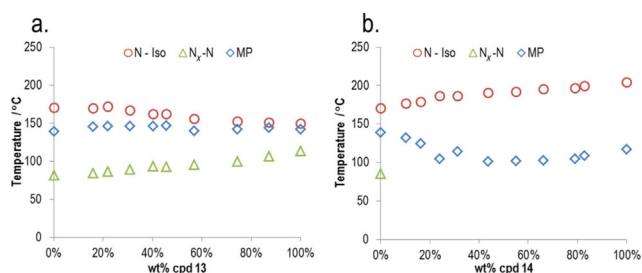 a.
○ N - Iso △ Nx-N ◇ MP
Temperature / °C
250
200
150
100
50
0
0% 20% 40% 60% 80% 100%
wt% cpd 13
b.
○ N - Iso △ Nx-N ◇ MP
Temperature / °C
250
200
150
100
50
0
0% 20% 40% 60% 80% 100%
wt% cpd 14